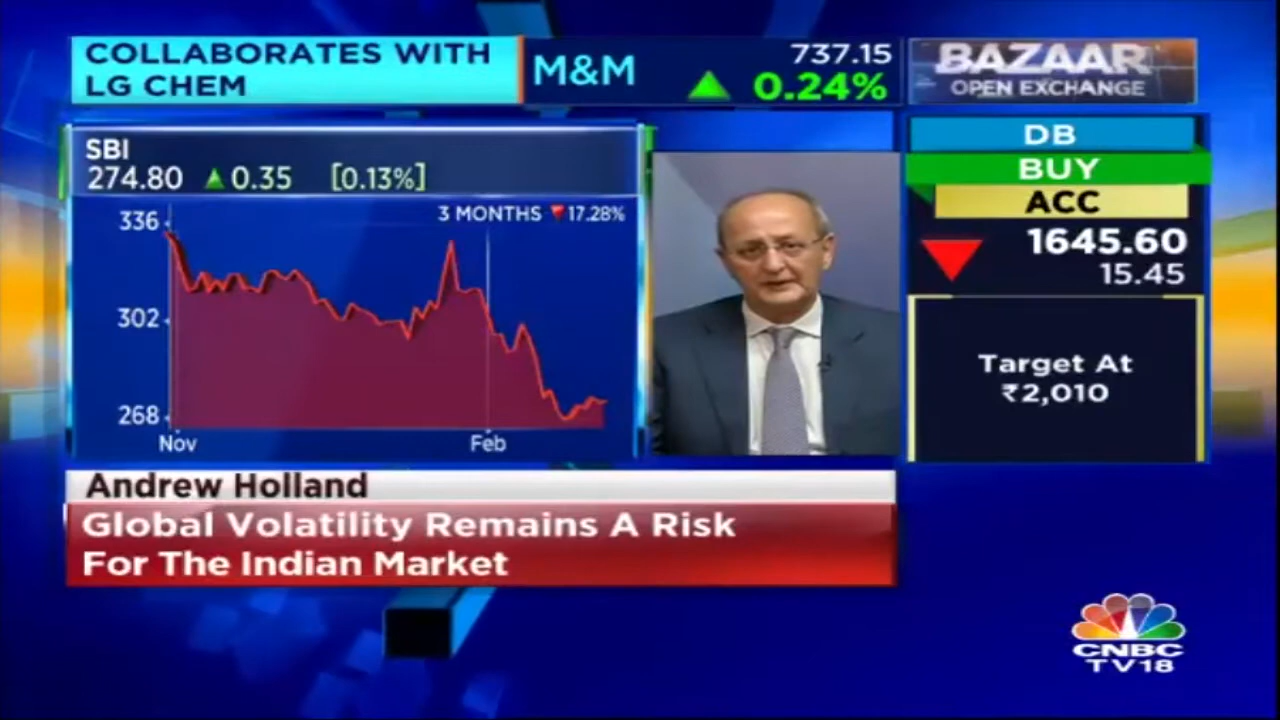 COLLABORATES WITH
LG CHEM
M&M
737.15
0.24%
BAZAAR
OPEN EXCHANGE
SBI
274.80 0.35 [0.13%]
3 MONTHS 17.28%
336
302
268
Nov
Feb
DB
BUY
ACC
1645.60
15.45
Target At
₹2,010
Andrew Holland
Global Volatility Remains A Risk
For The Indian Market
CNBC
TV18